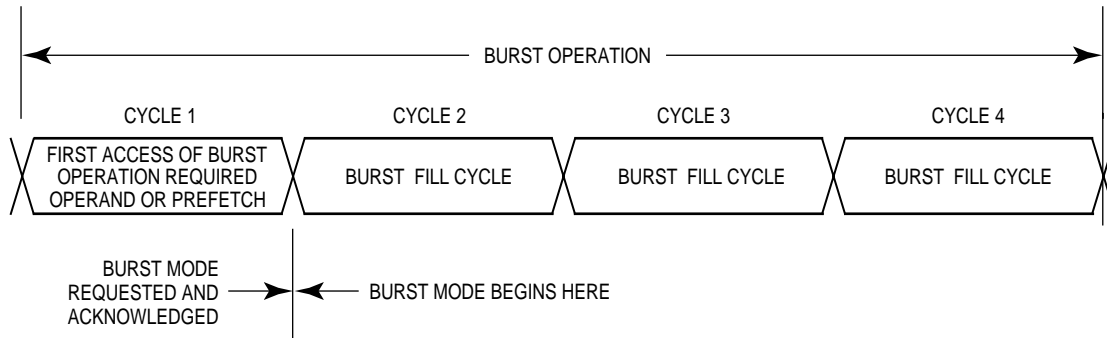 BURST OPERATION
CYCLE 1
CYCLE 2
CYCLE 3
CYCLE 4
FIRST ACCESS OF BURST
OPERATION REQUIRED
OPERAND OR PREFETCH
BURST FILL CYCLE
BURST FILL CYCLE
BURST FILL CYCLE
BURST MODE
REQUESTED AND
ACKNOWLEDGED
BURST MODE BEGINS HERE